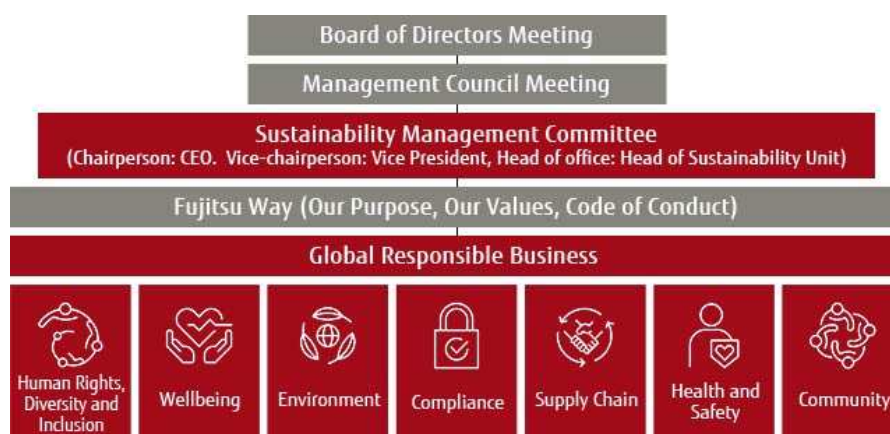 Board of Directors Meeting
Management Council Meeting
Sustainability Management Committee
(Chairperson: CEO. Vice-chairperson: Vice President, Head of office: Head of Sustainability Unit)
Fujitsu Way (Our Purpose, Our Values, Code of Conduct)
Global Responsible Business
Human Rights,
Diversity and
Inclusion
Wellbeing
Environment
Compliance
Supply Chain
Health and
Safety
Community